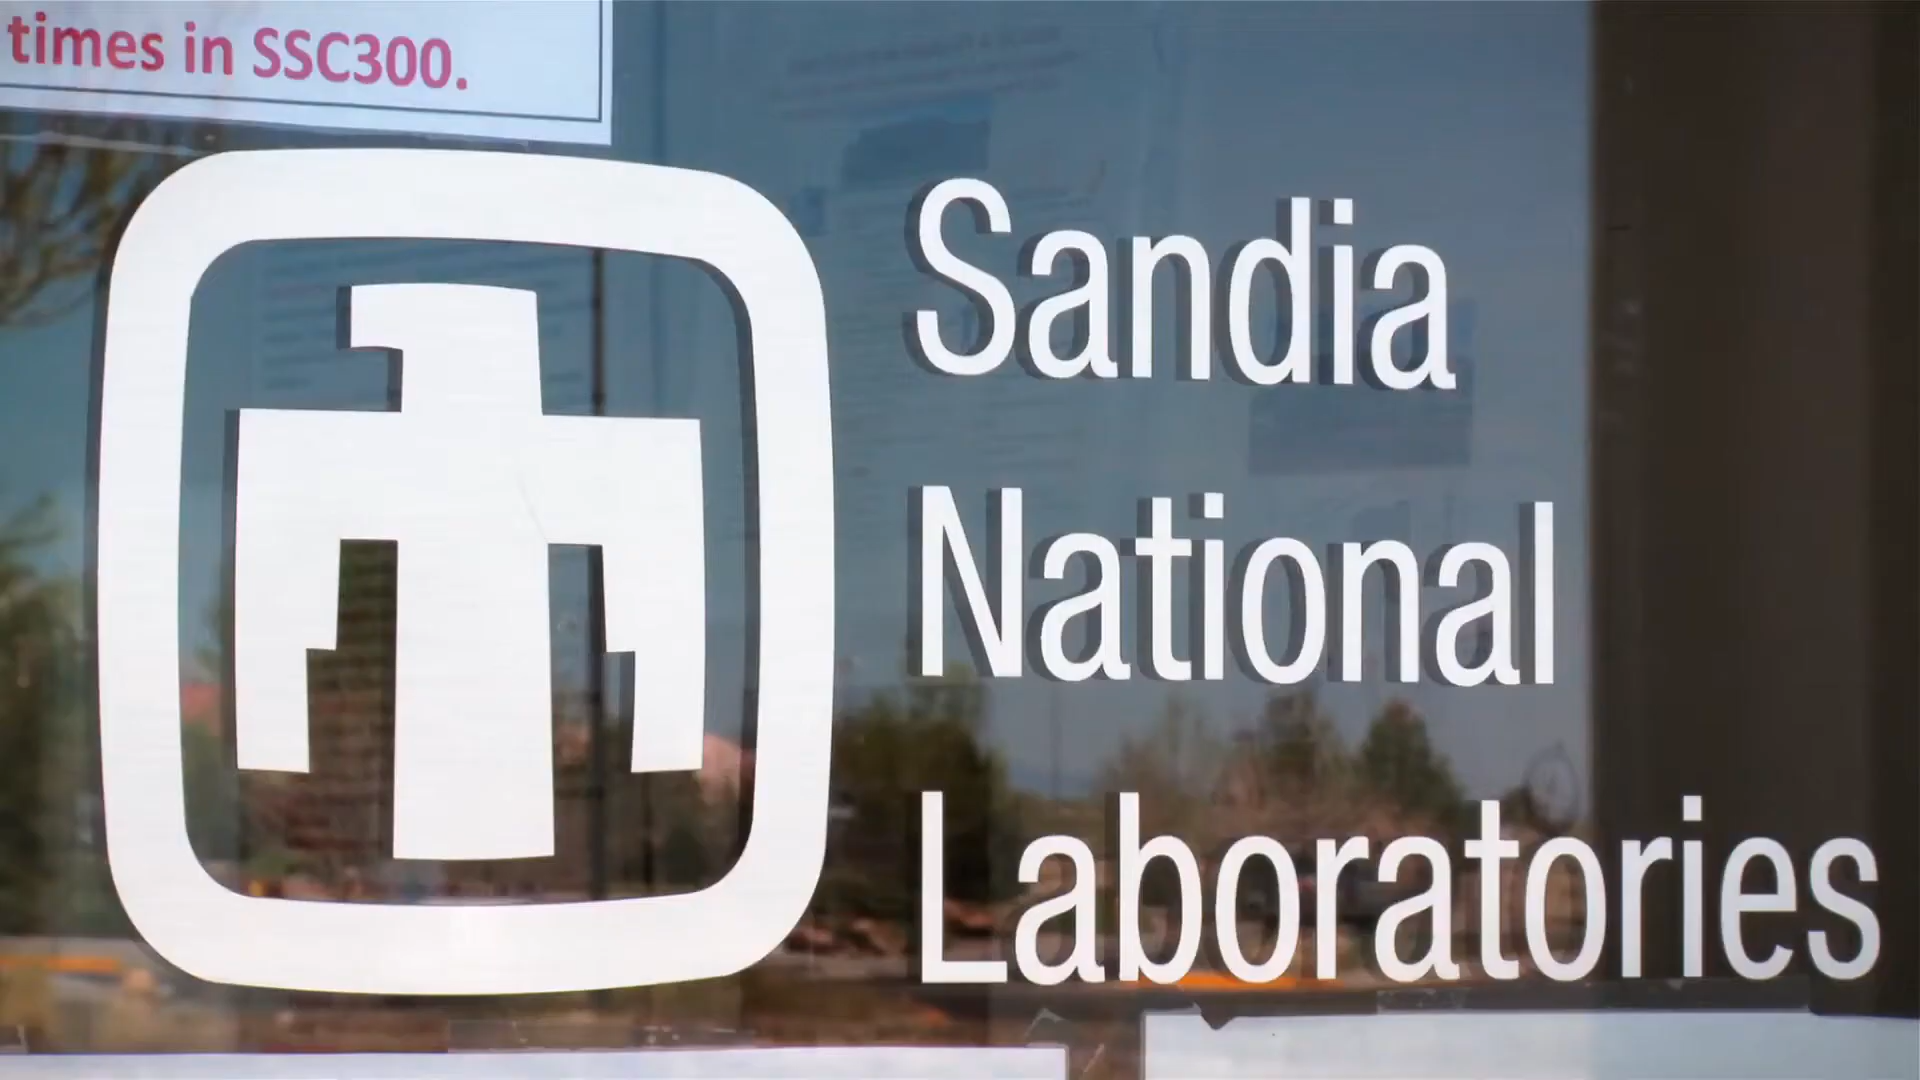 times in SSC300.
Sandia
National
Laboratories